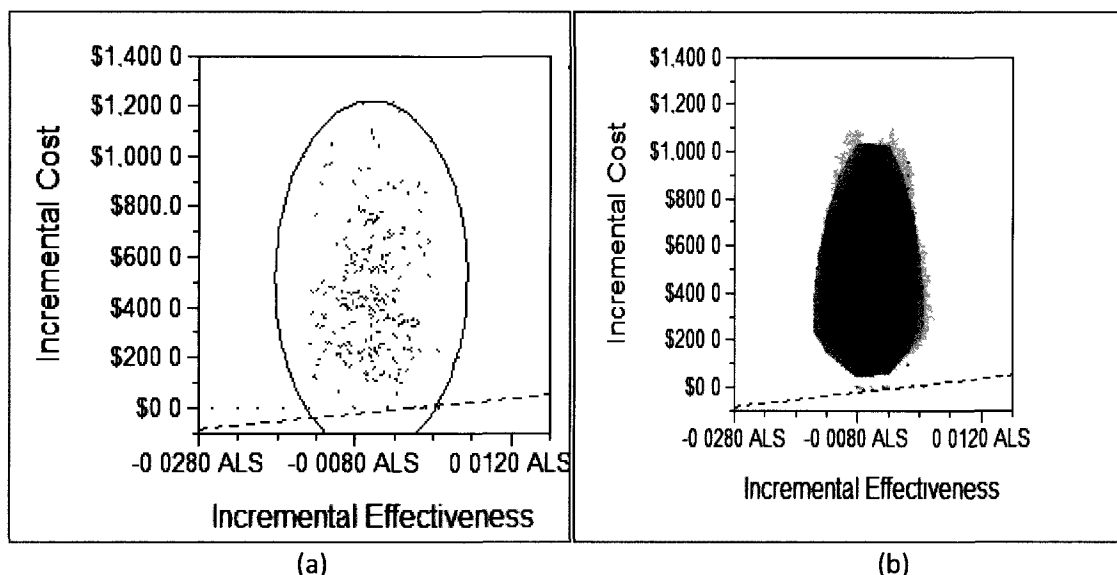 $1,400 0
$1,200 0
$1,000 0
$800.0
$600 0
$400 0
$200 0
$0 0
Incremental Cost
-0 0280 ALS -0 0080 ALS 0 0120 ALS
Incremental Effectiveness
(a)
$1,400 0
$1,200 0
$1,000 0
$800 0
$600 0
$400 0
$200 0
$0 0
Incremental Cost
-0 0280 ALS -0 0080 ALS 0 0120 ALS
Incremental Effectiveness
(b)